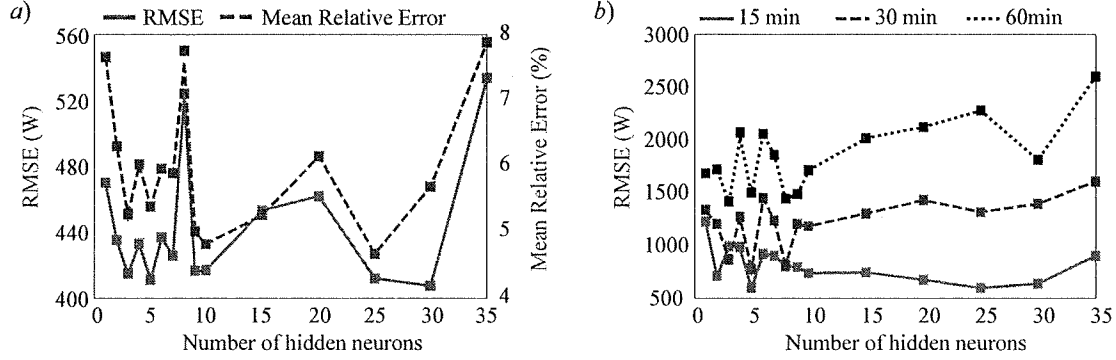 a)
RMSE
Mean Relative Error
560
520
480
440
400
RMSE (W)
8
7
6
5
4
Mean Relative Error (%)
0 5 10 15 20 25 30 35
Number of hidden neurons
b)
15 min
30 min
60min
3000
2500
2000
1500
1000
500
RMSE (W)
0 5 10 15 20 25 30 35
Number of hidden neurons